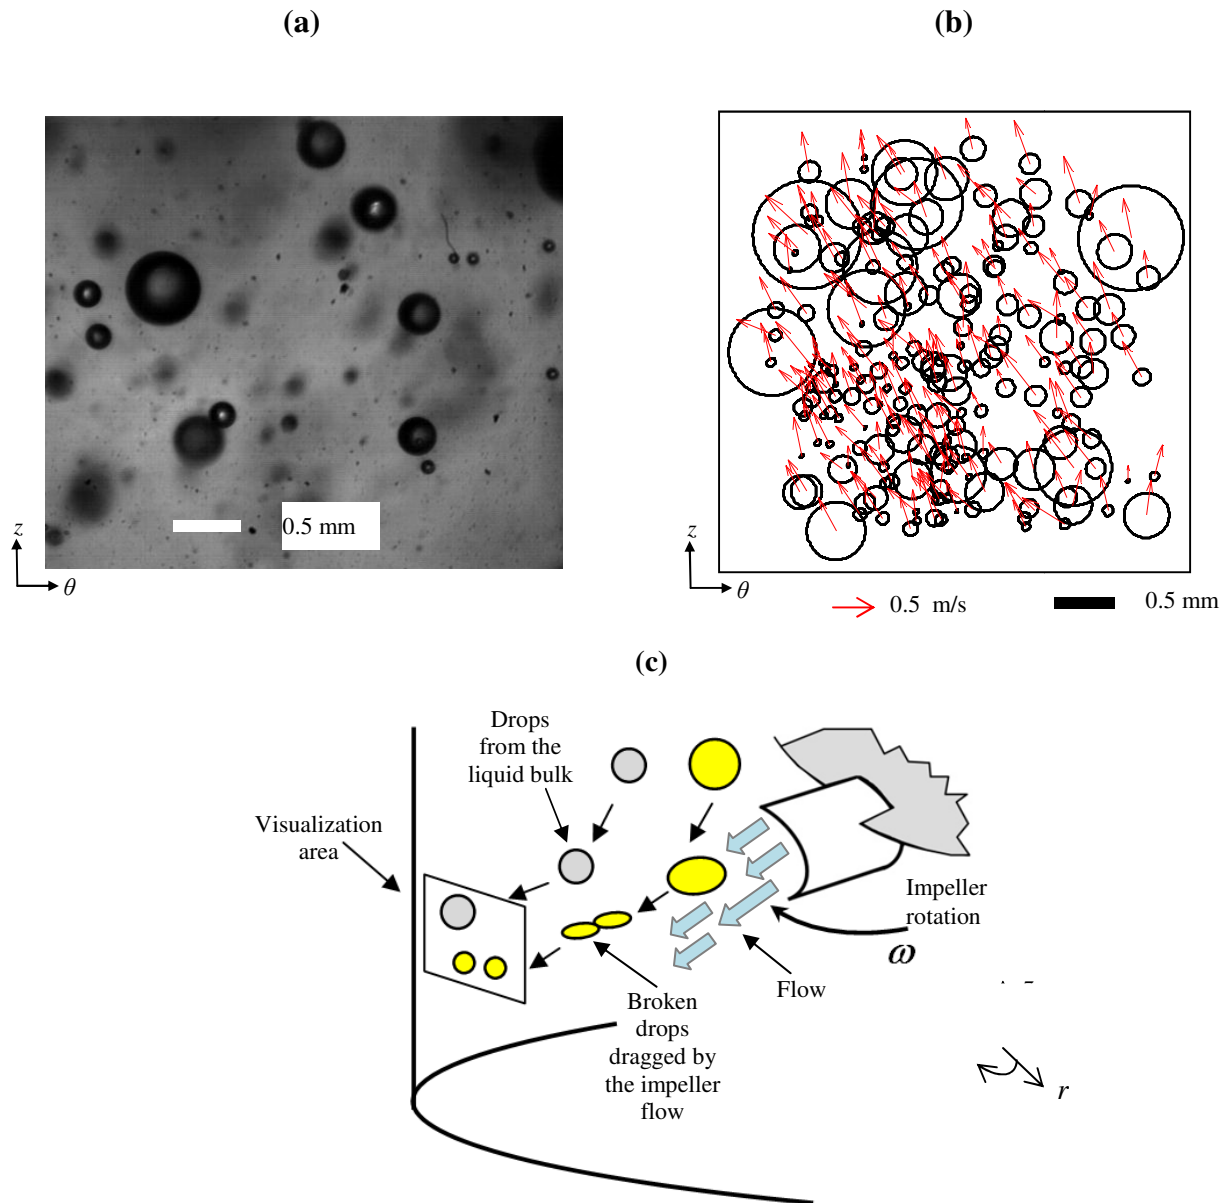 (a)
(b)
0.5 mm
z
θ
z
θ
0.5 m/s
0.5 mm
(c)
Drops
from the
liquid bulk
Visualization
area
Impeller
rotation
ω
Flow
Broken
drops
dragged by
the impeller
flow
r